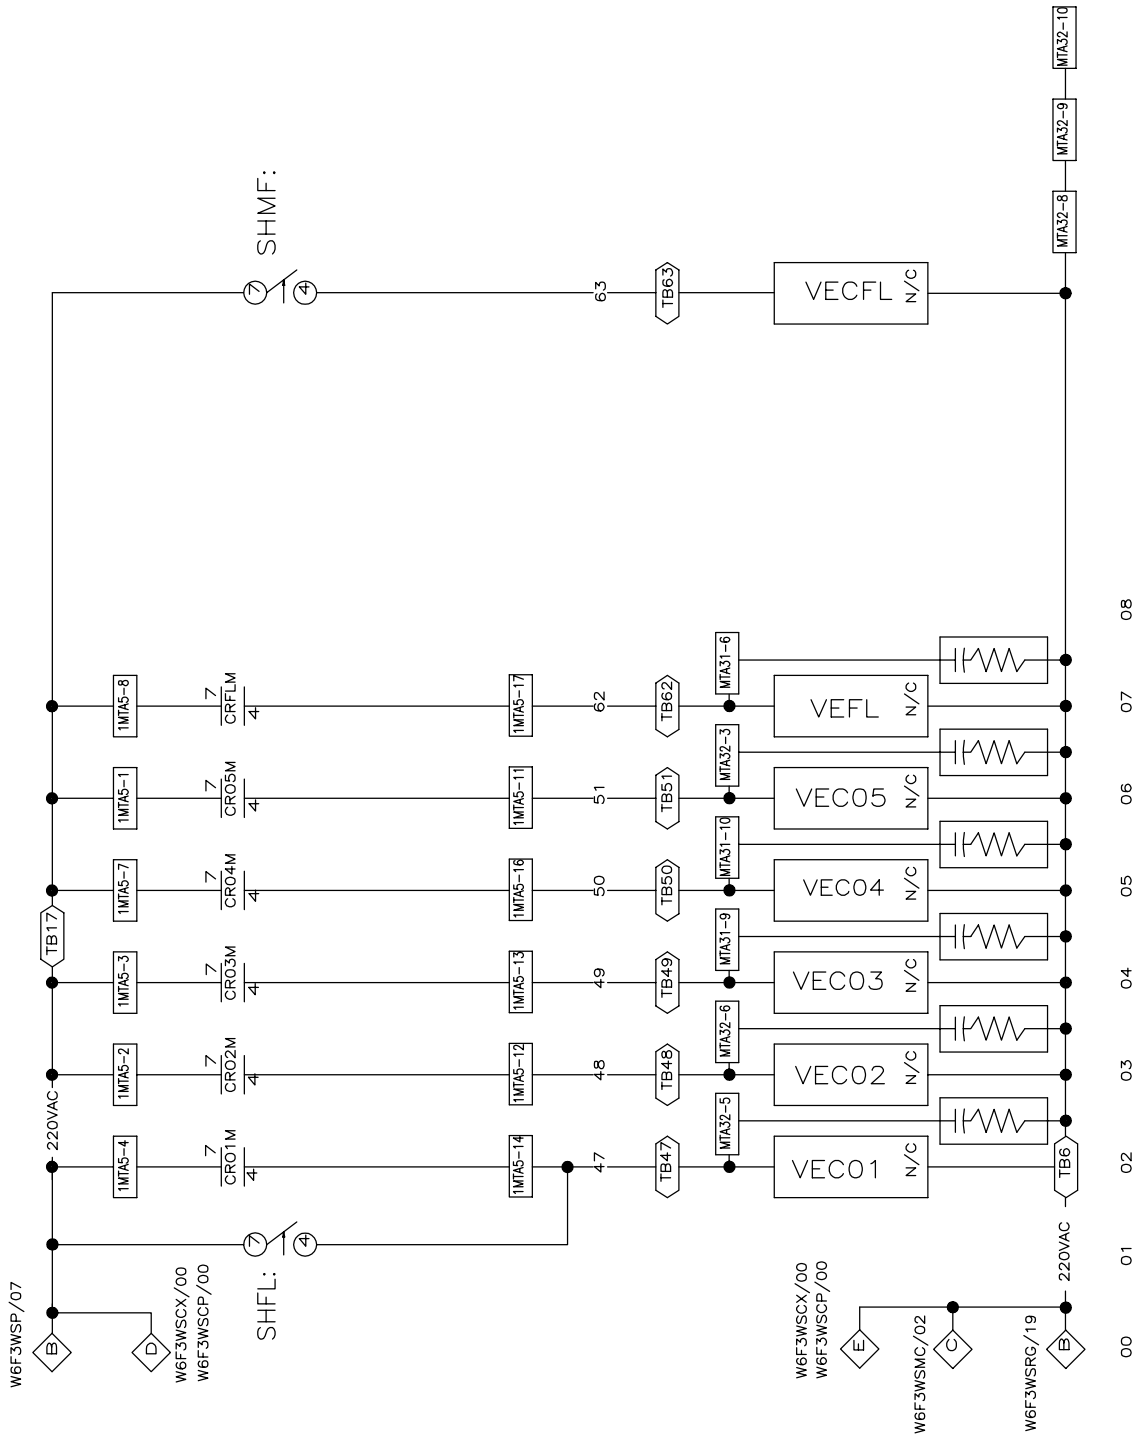 W6F3WSP/07
B
220VAC
TB17
D
W6F3WSCX/00
W6F3WSCP/00
1MTA5-4
1MTA5-2
1MTA5-3
1MTA5-7
1MTA5-1
1MTA5-8
7
CR01M
4
7
CR02M
4
7
CR03M
4
7
CR04M
4
7
CR05M
4
7
CRFLM
4
SHFL:
7
4
SHMF:
7
4
1MTA5-14
1MTA5-12
1MTA5-13
1MTA5-16
1MTA5-11
1MTA5-17
47
48
49
50
51
62
63
TB47
TB48
TB49
TB50
TB51
TB62
TB63
MTA32-5
MTA32-6
MTA31-9
MTA31-10
MTA32-3
MTA31-6
VEC01
N/C
VEC02
N/C
VEC03
N/C
VEC04
N/C
VEC05
N/C
VEFL
N/C
VECFL
N/C
W6F3WSCX/00
W6F3WSCP/00
E
W6F3WSMC/02
C
W6F3WSRG/19
B
220VAC
TB6
MTA32-8
MTA32-9
MTA32-10
00
01
02
03
04
05
06
07
08